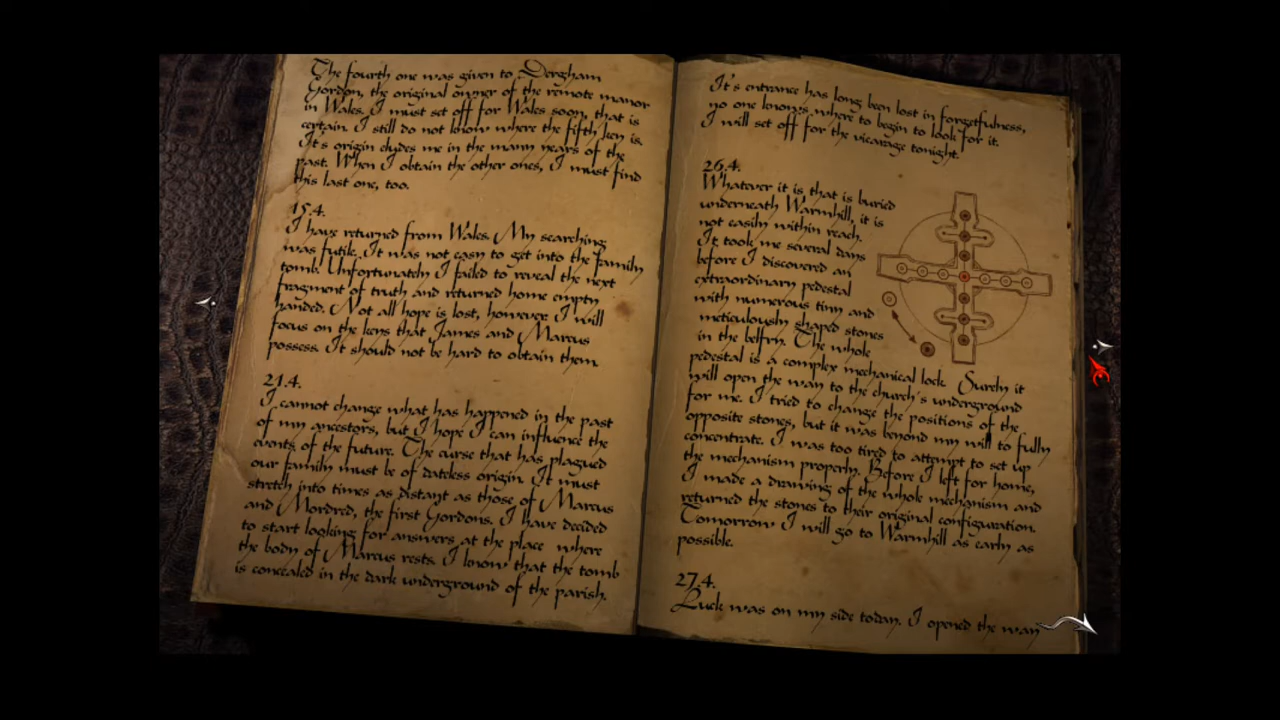 The fourth one was given to Dergham
Gordon, the original owner of the remote manor
in Wales. I must set off for Wales soon, that is
certain. I still do not know where the fifth key is.
It's origin eludes me in the many years of the
past. When I obtain the other ones, I must find
this last one, too.
15.4.
I have returned from Wales. My searching
was futile. It was not easy to get into the family
tomb. Unfortunately I failed to reveal the next
fragment of truth and returned home empty
handed. Not all hope is lost, however. I will
focus on the keys that James and Marcus
possess. It should not be hard to obtain them.
21.4.
I cannot change what has happened in the past
of my ancestors, but I hope I can influence the
events of the future. The curse that has plagued
our family must be of dateless origin. It must
stretch into times as distant as those of Marcus
and Mordred, the first Gordons. I have decided
to start looking for answers at the place where
the body of Marcus rests. I know that the tomb
is concealed in the dark underground of the parish.
It's entrance has long been lost in forgetfulness,
no one knows where to begin to look for it.
I will set off for the vicarage tonight.
26.4.
Whatever it is, that is buried
underneath Warmhill, it is
not easily within reach.
It took me several days
before I discovered an
extraordinary pedestal
with numerous tiny and
meticulously shaped stones
in the belfry. The whole
pedestal is a complex mechanical lock. Surely it
will open the way to the church's underground
for me. I tried to change the positions of the
opposite stones, but it was beyond my will to fully
concentrate. I was too tired to attempt to set up
the mechanism properly. Before I left for home,
I made a drawing of the whole mechanism and
returned the stones to their original configuration.
Tomorrow I will go to Warmhill as early as
possible.
27.4.
Luck was on my side today. I opened the way